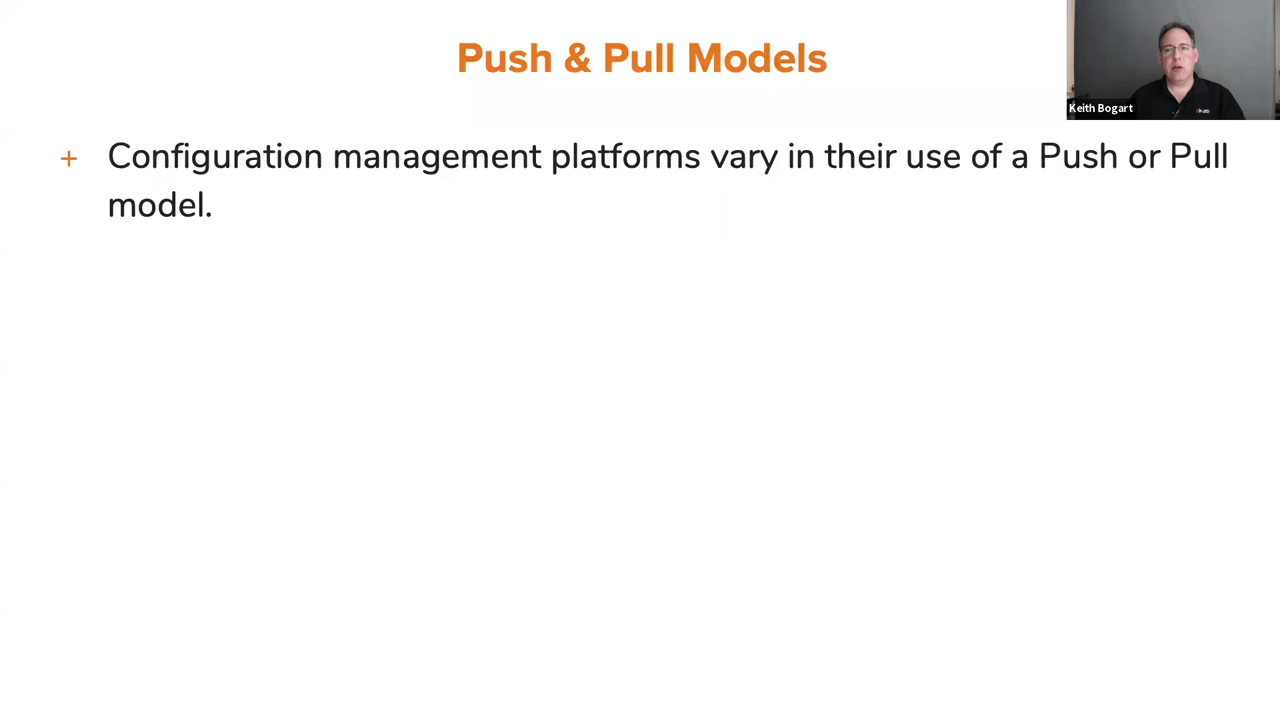 Push & Pull Models
Keith Bogart
+ Configuration management platforms vary in their use of a Push or Pull
model.